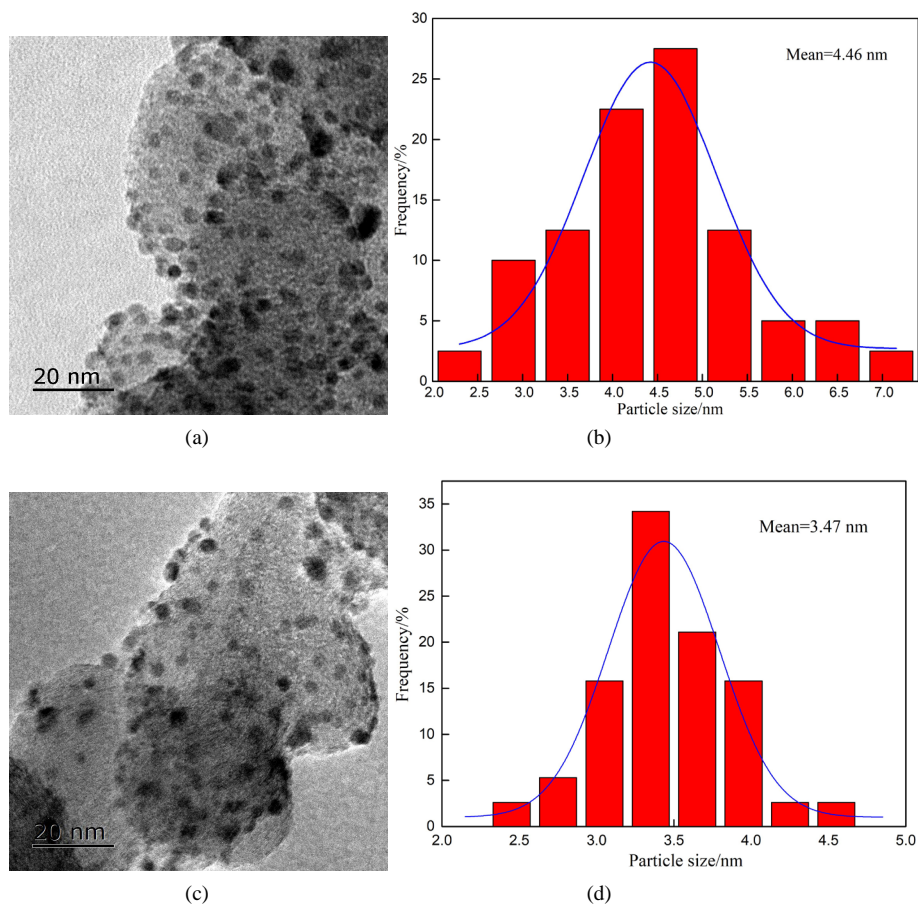 20 nm
(a)
30
25
20
15
10
5
0
Frequency/%
Mean=4.46 nm
2.0 2.5 3.0 3.5 4.0 4.5 5.0 5.5 6.0 6.5 7.0
Particle size/nm
(b)
20 nm
(c)
35
30
25
20
15
10
5
0
Frequency/%
Mean=3.47 nm
2.0 2.5 3.0 3.5 4.0 4.5 5.0
Particle size/nm
(d)